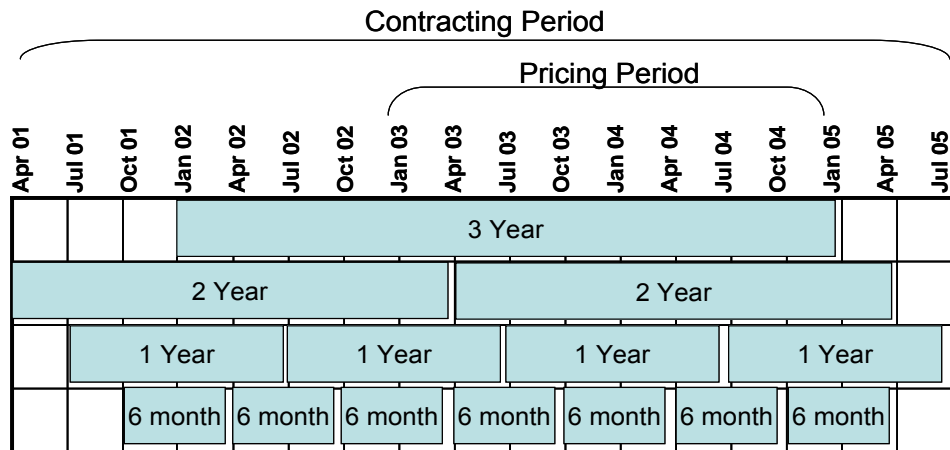 Contracting Period
Pricing Period
Apr 01 Jul 01 Oct 01 Jan 02 Apr 02 Jul 02 Oct 02 Jan 03 Apr 03 Jul 03 Oct 03 Jan 04 Apr 04 Jul 04 Oct 04 Jan 05 Apr 05 Jul 05
3 Year
2 Year 2 Year
1 Year 1 Year 1 Year 1 Year
6 month 6 month 6 month 6 month 6 month 6 month 6 month